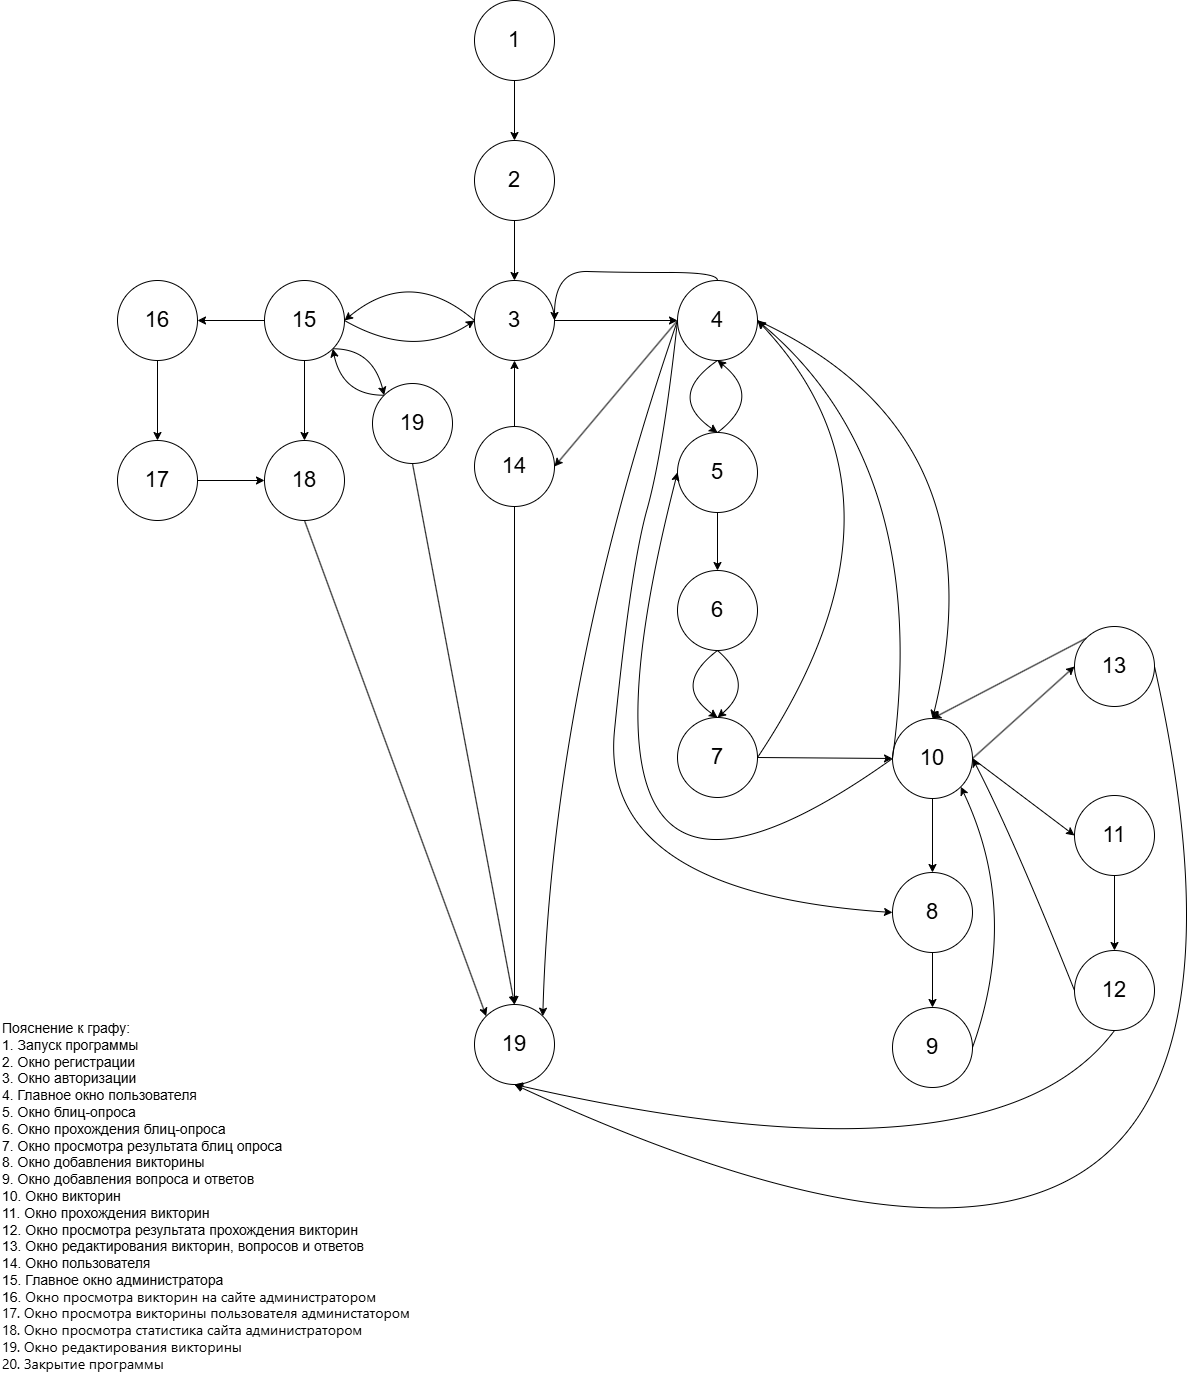 1
2
16
15
3
4
19
14
5
17
18
6
13
7
10
11
8
12
19
9
Пояснение к графу:
1. Запуск программы
2. Окно регистрации
3. Окно авторизации
4. Главное окно пользователя
5. Окно блиц-опроса
6. Окно прохождения блиц-опроса
7. Окно просмотра результата блиц опроса
8. Окно добавления викторины
9. Окно добавления вопроса и ответов
10. Окно викторин
11. Окно прохождения викторин
12. Окно просмотра результата прохождения викторин
13. Окно редактирования викторин, вопросов и ответов
14. Окно пользователя
15. Главное окно администратора
16. Окно просмотра викторин на сайте администратором
17. Окно просмотра викторины пользователя администатором
18. Окно просмотра статистика сайта администратором
19. Окно редактирования викторины
20. Закрытие программы